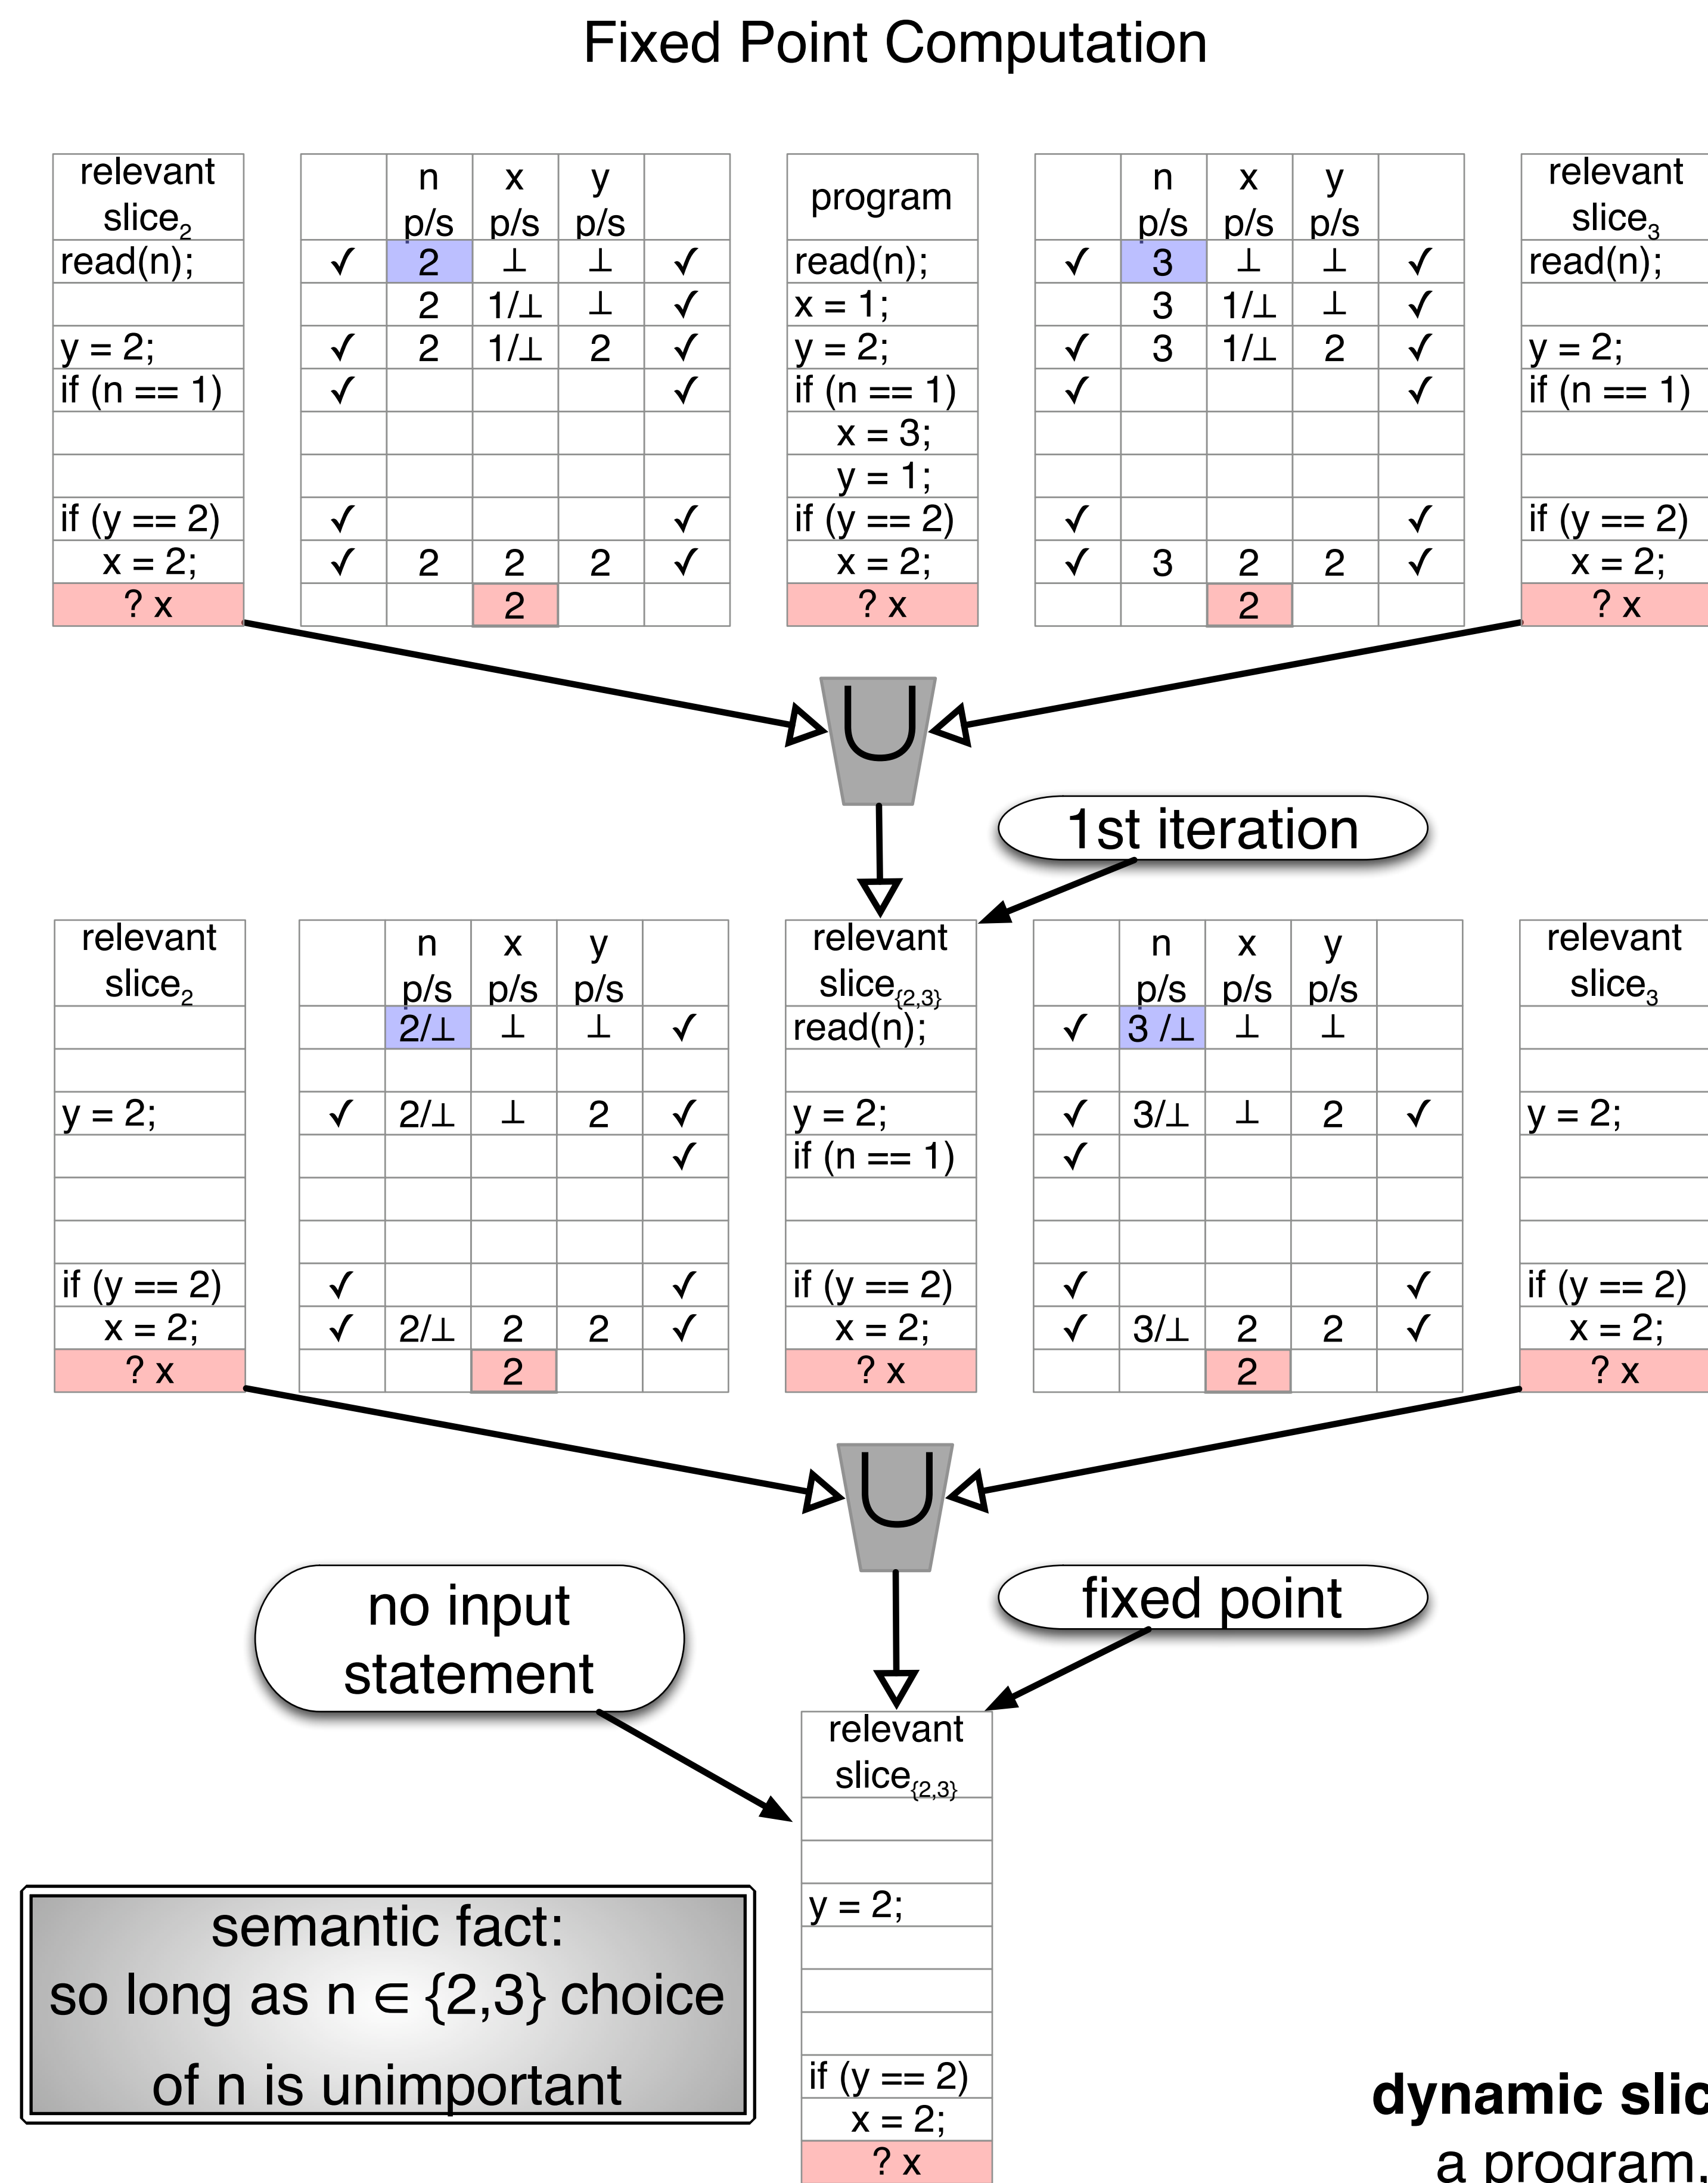 Fixed Point Computation
relevant
slice2
read(n);
y = 2;
if (n == 1)
if (y == 2)
x = 2;
? x
n x y
p/s p/s p/s
✓ 2 ⊥ ⊥ ✓
2 1/⊥ ⊥ ✓
✓ 2 1/⊥ 2 ✓
✓ ✓
✓ ✓
✓ 2 2 2 ✓
2
program
read(n);
x = 1;
y = 2;
if (n == 1)
x = 3;
y = 1;
if (y == 2)
x = 2;
? x
n x y
p/s p/s p/s
✓ 3 ⊥ ⊥ ✓
3 1/⊥ ⊥ ✓
✓ 3 1/⊥ 2 ✓
✓ ✓
✓ ✓
✓ 3 2 2 ✓
2
relevant
slice3
read(n);
y = 2;
if (n == 1)
if (y == 2)
x = 2;
? x
∪
1st iteration
relevant
slice2
y = 2;
if (y == 2)
x = 2;
? x
n x y
p/s p/s p/s
2/⊥ ⊥ ⊥ ✓
✓ 2/⊥ ⊥ 2 ✓
✓
✓ ✓
✓ 2/⊥ 2 2 ✓
2
relevant
slice{2,3}
read(n);
y = 2;
if (n == 1)
if (y == 2)
x = 2;
? x
n x y
p/s p/s p/s
✓ 3 /⊥ ⊥ ⊥
✓ 3/⊥ ⊥ 2 ✓
✓
✓ ✓
✓ 3/⊥ 2 2 ✓
2
relevant
slice3
y = 2;
if (y == 2)
x = 2;
? x
∪
no input
statement
fixed point
relevant
slice{2,3}
y = 2;
if (y == 2)
x = 2;
? x
semantic fact:
so long as n ∈ {2,3} choice
of n is unimportant
dynamic slic
a program,